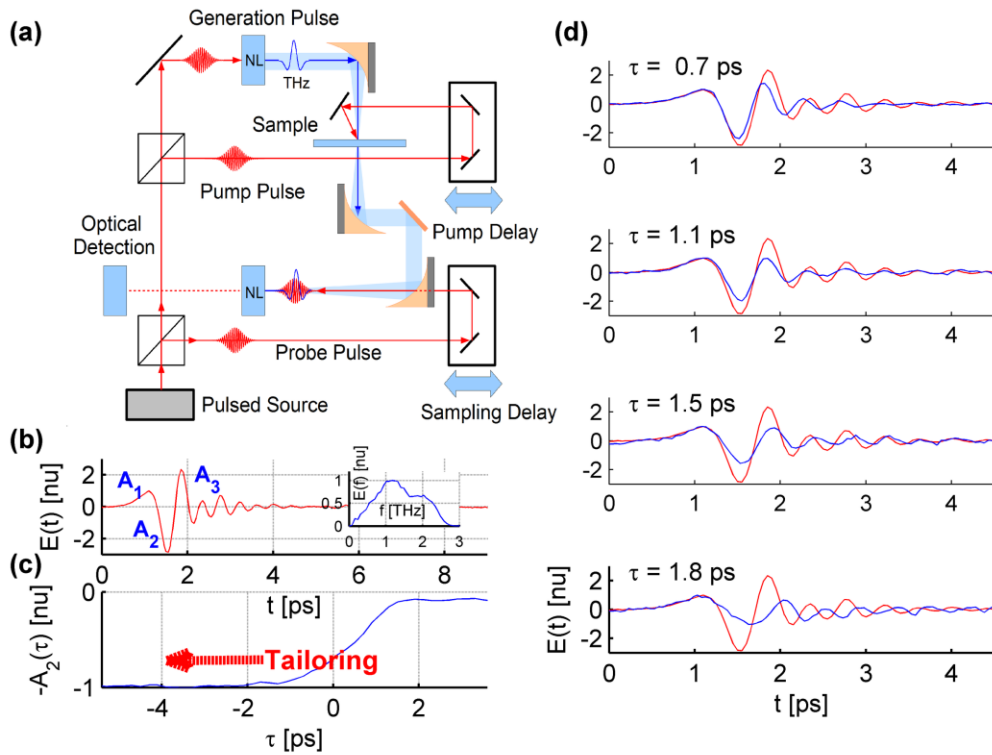 (a)
Generation Pulse
NL
THz
Sample
Pump Pulse
Pump Delay
Optical
Detection
NL
Probe Pulse
Pulsed Source
Sampling Delay
(b)
E(t) [nu]
2
0
-2
A1
A2
A3
E(f) [nu]
1
0.5
0
f [THz]
0 1 2 3
0 2 4 6 8
t [ps]
(c)
-A2(τ) [nu]
0
-1
Tailoring
-4 -2 0 2
τ [ps]
(d)
τ = 0.7 ps
2
0
-2
0 1 2 3 4
τ = 1.1 ps
2
0
-2
0 1 2 3 4
τ = 1.5 ps
2
0
-2
0 1 2 3 4
τ = 1.8 ps
E(t) [nu]
2
0
-2
0 1 2 3 4
t [ps]